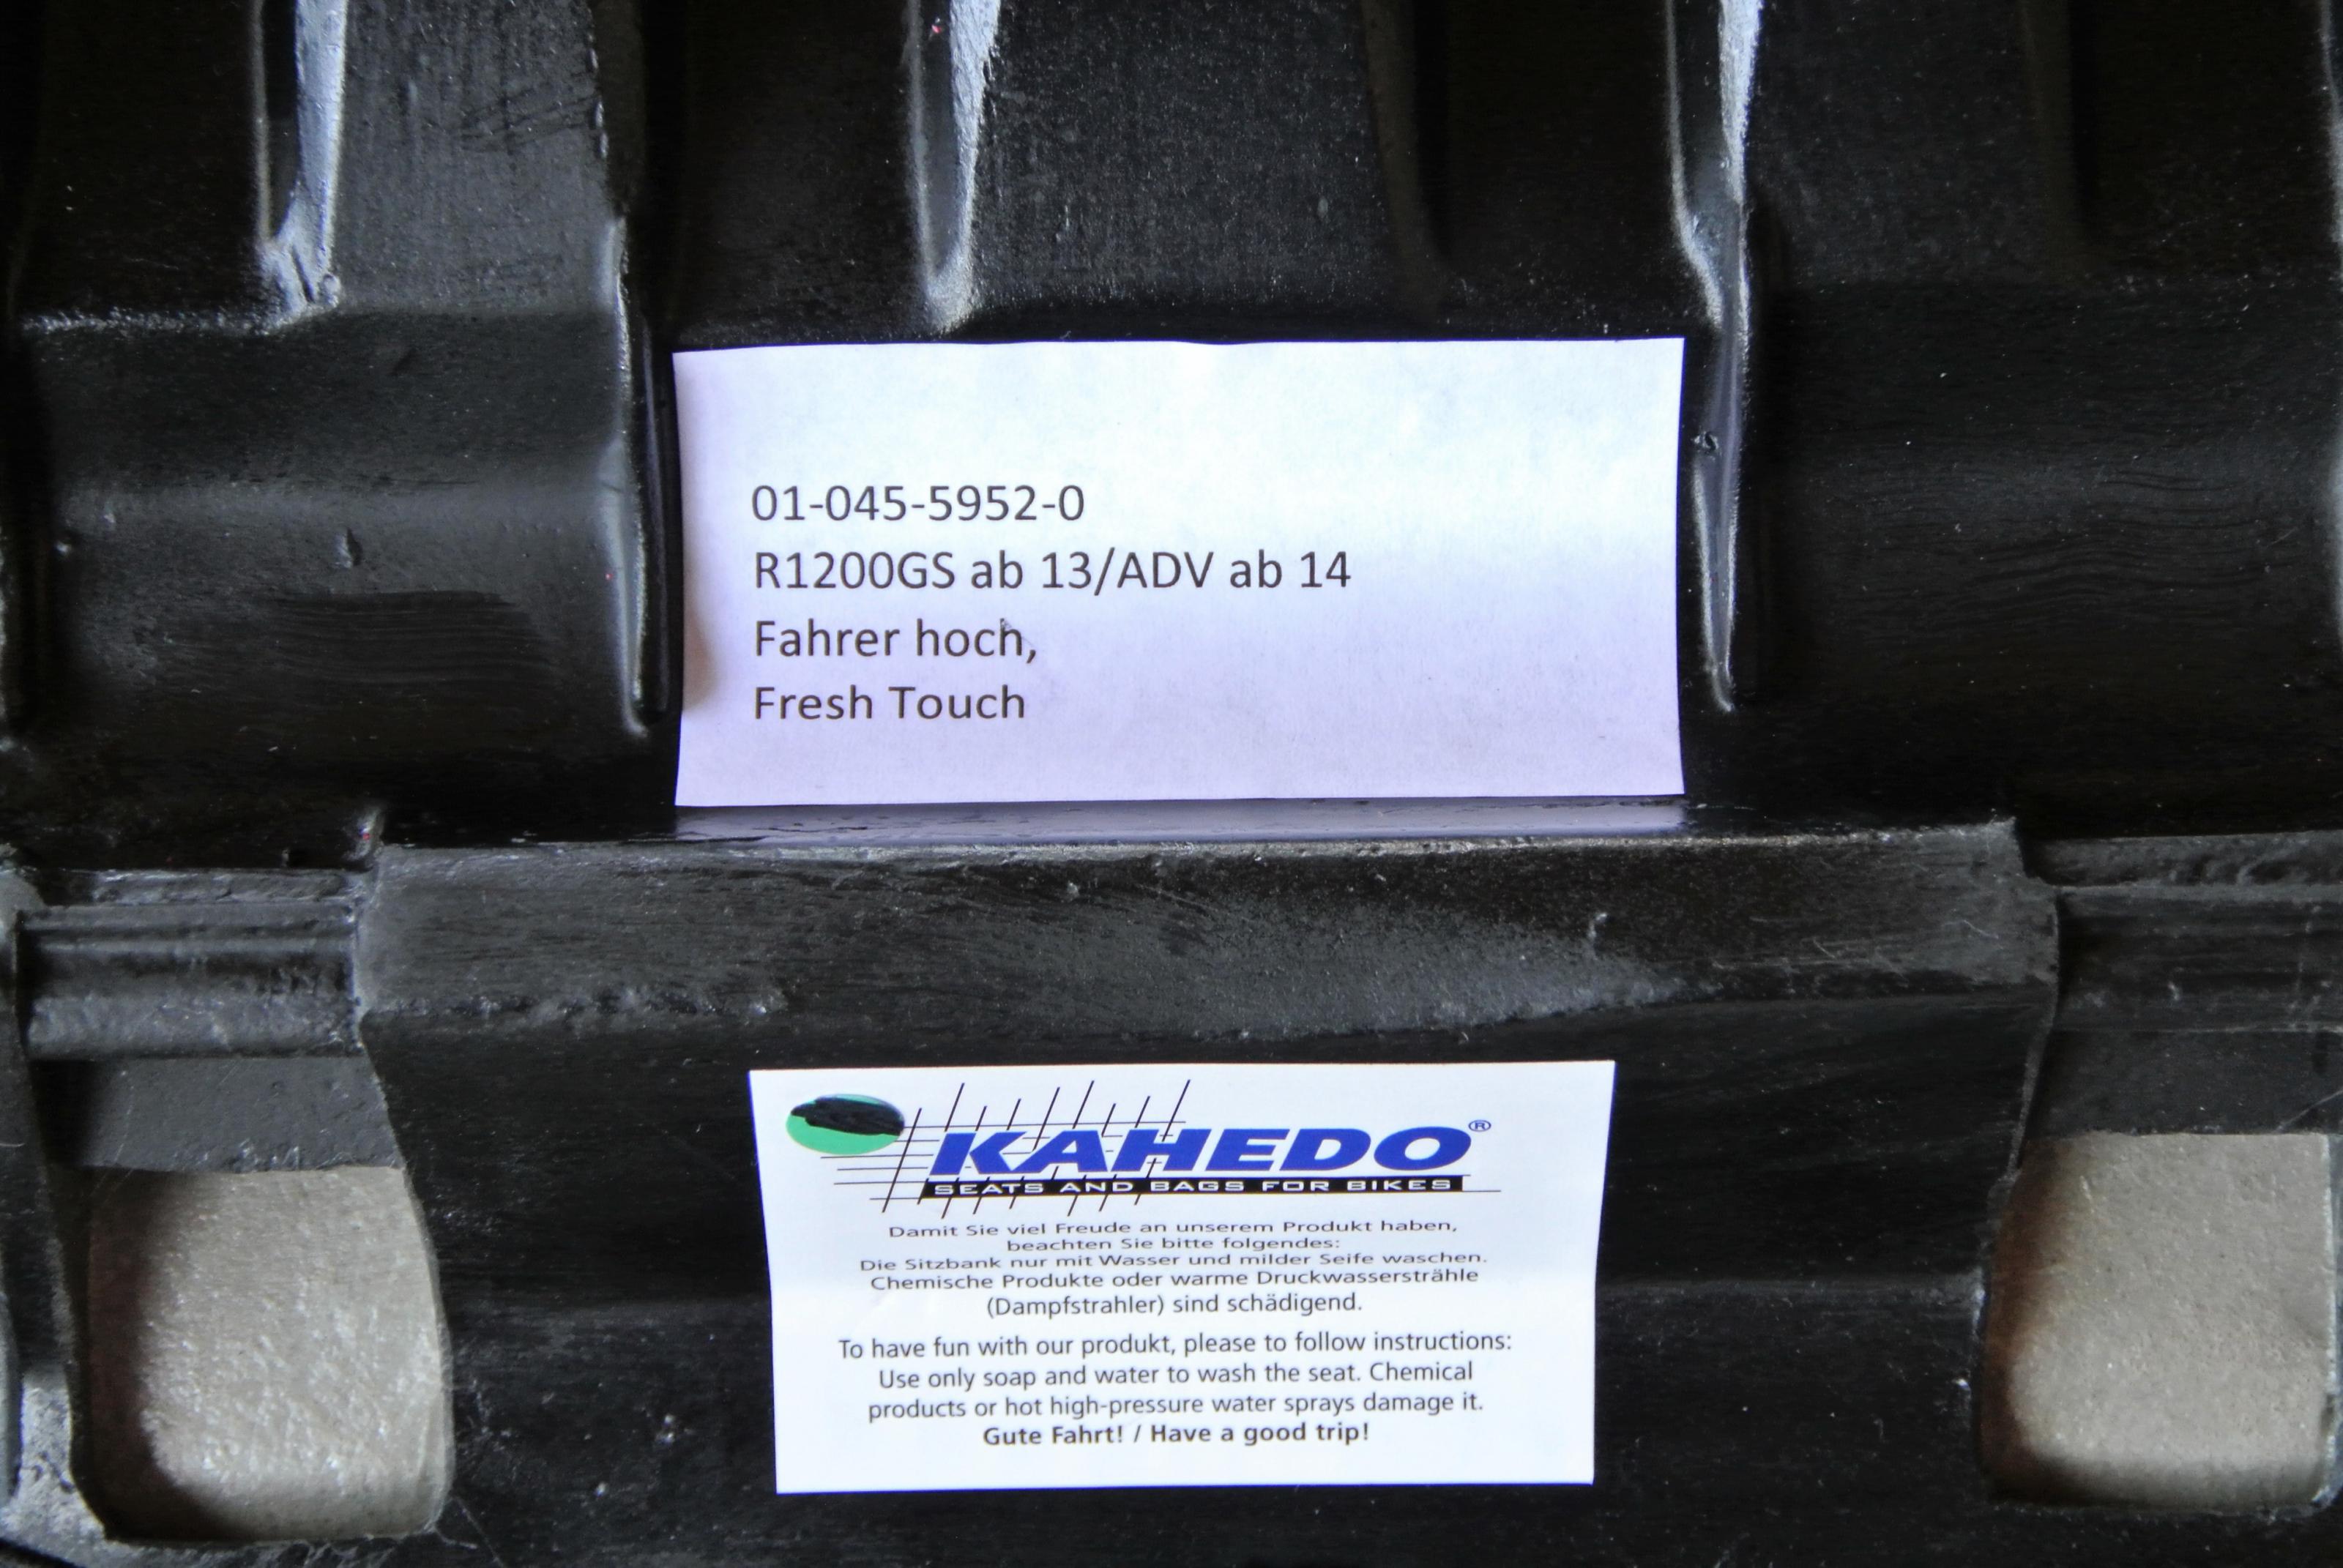 01-045-5952-0
R1200GS ab 13/ADV ab 14
Fahrer hoch,
Fresh Touch
KAHEDO®
SEATS AND BAGS FOR BIKES
Damit Sie viel Freude an unserem Produkt haben,
beachten Sie bitte folgendes:
Die Sitzbank nur mit Wasser und milder Seife waschen.
Chemische Produkte oder warme Druckwassersträhle
(Dampfstrahler) sind schädigend.
To have fun with our produkt, please to follow instructions:
Use only soap and water to wash the seat. Chemical
products or hot high-pressure water sprays damage it.
Gute Fahrt! / Have a good trip!